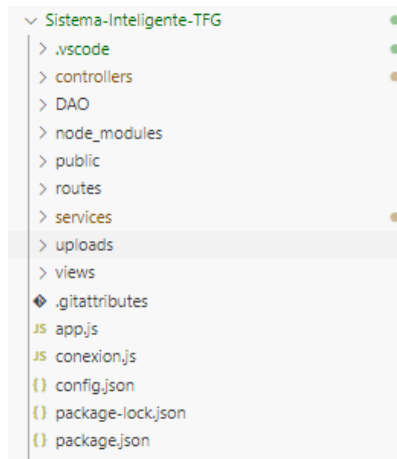 Sistema-Inteligente-TFG
.vscode
controllers
DAO
node_modules
public
routes
services
uploads
views
.gitattributes
JS app.js
JS conexion.js
{} config.json
{} package-lock.json
{} package.json